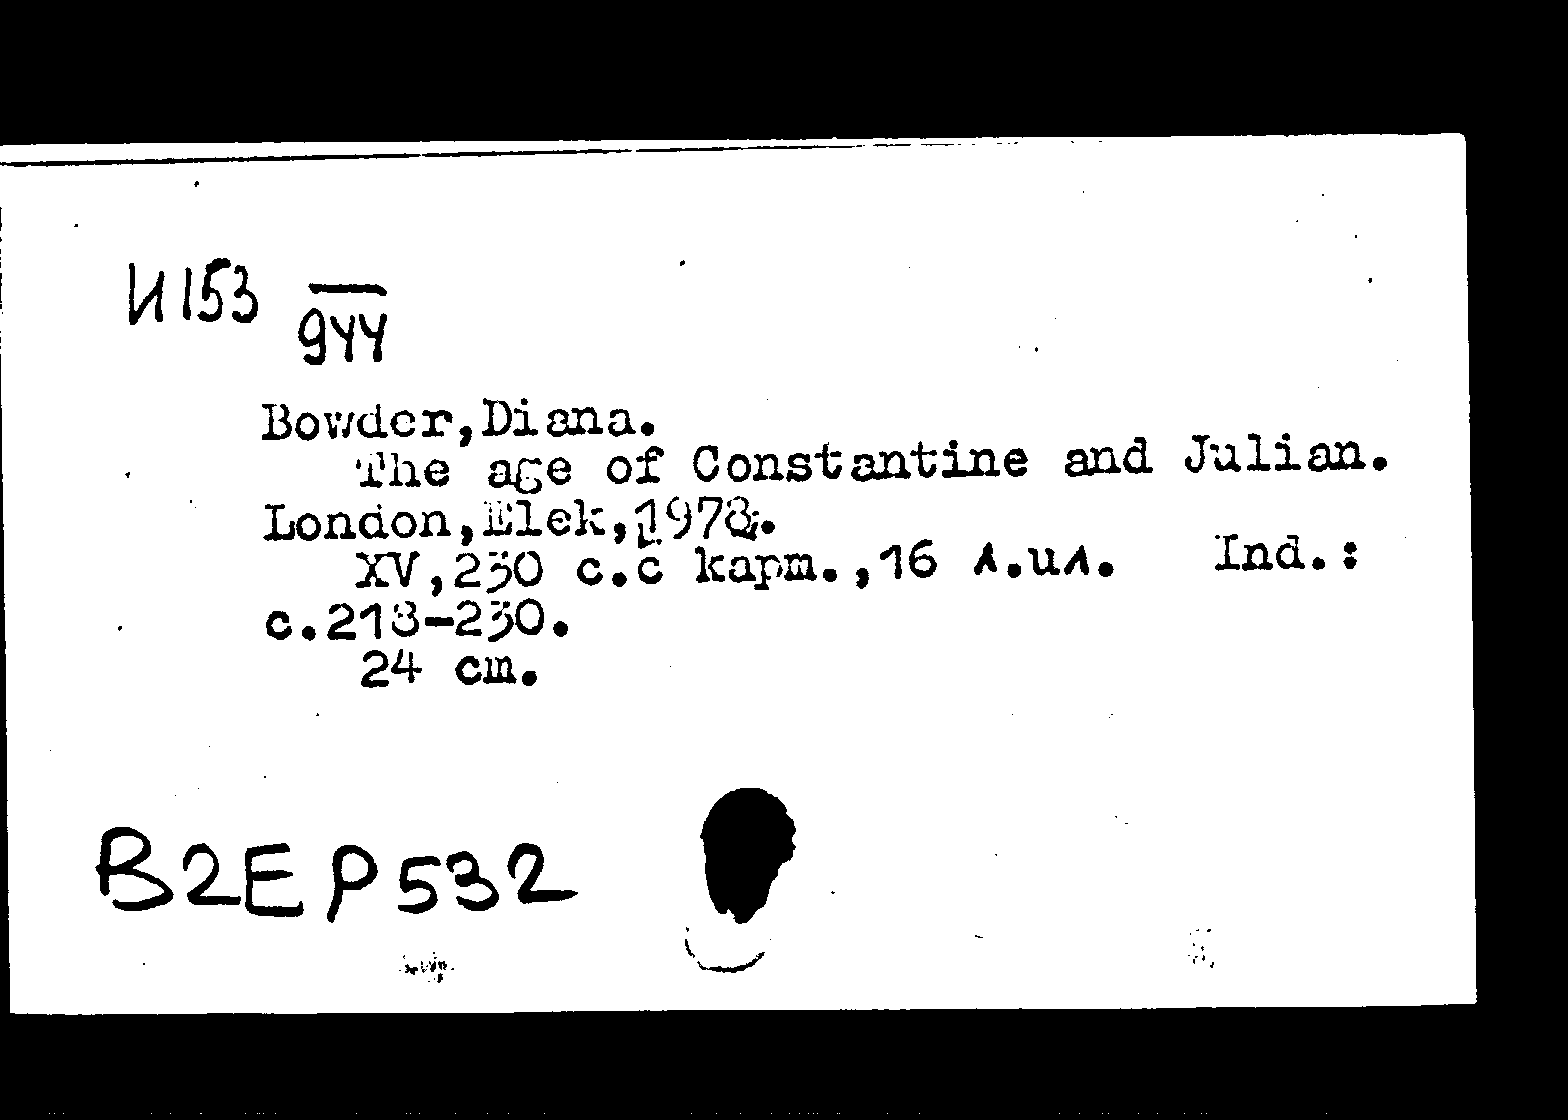 И153
944
Bowder,Diana.
The age of Constantine and Julian.
London,Elek,1978.
XV,230 с.с карт.,16 л.ил. Ind.:
с.218-230.
24 cm.
B2EP532